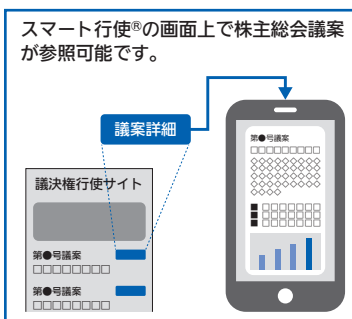 スマート行使®の画面上で株主総会議案
が参照可能です。
議案詳細
議決権行使サイト
第●号議案
□□□□□□□□
第●号議案
□□□□□□□□
第●号議案
□□□□□□□□□
◇◇◇◇◇◇◇◇◇
◇◇◇◇◇◇◇◇◇
◇◇◇◇◇◇◇◇◇
◇◇◇◇
■ □□□□□□□
■ □□□□□□□
■ □□□□□□□